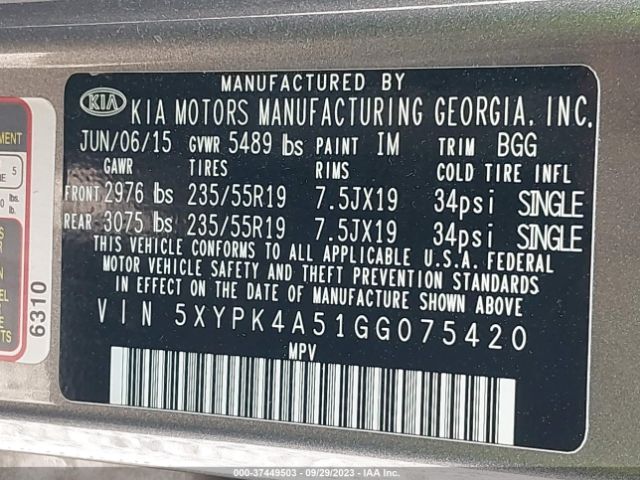 MANUFACTURED BY
KIA KIA MOTORS MANUFACTURING GEORGIA, INC.
JUN/06/15 GVWR 5489 lbs PAINT IM TRIM BGG
GAWR TIRES RIMS COLD TIRE INFL
FRONT 2976 lbs 235/55R19 7.5JX19 34psi SINGLE
REAR 3075 lbs 235/55R19 7.5JX19 34psi SINGLE
THIS VEHICLE CONFORMS TO ALL APPLICABLE U.S.A. FEDERAL
MOTOR VEHICLE SAFETY AND THEFT PREVENTION STANDARDS
IN EFFECT ON THE DATE OF MANUFACTURE SHOWN ABOVE
VIN 5XYPK4A51GG075420
MPV
6310
5
lbs.
000-37449503 - 09/29/2023 - IAA Inc.